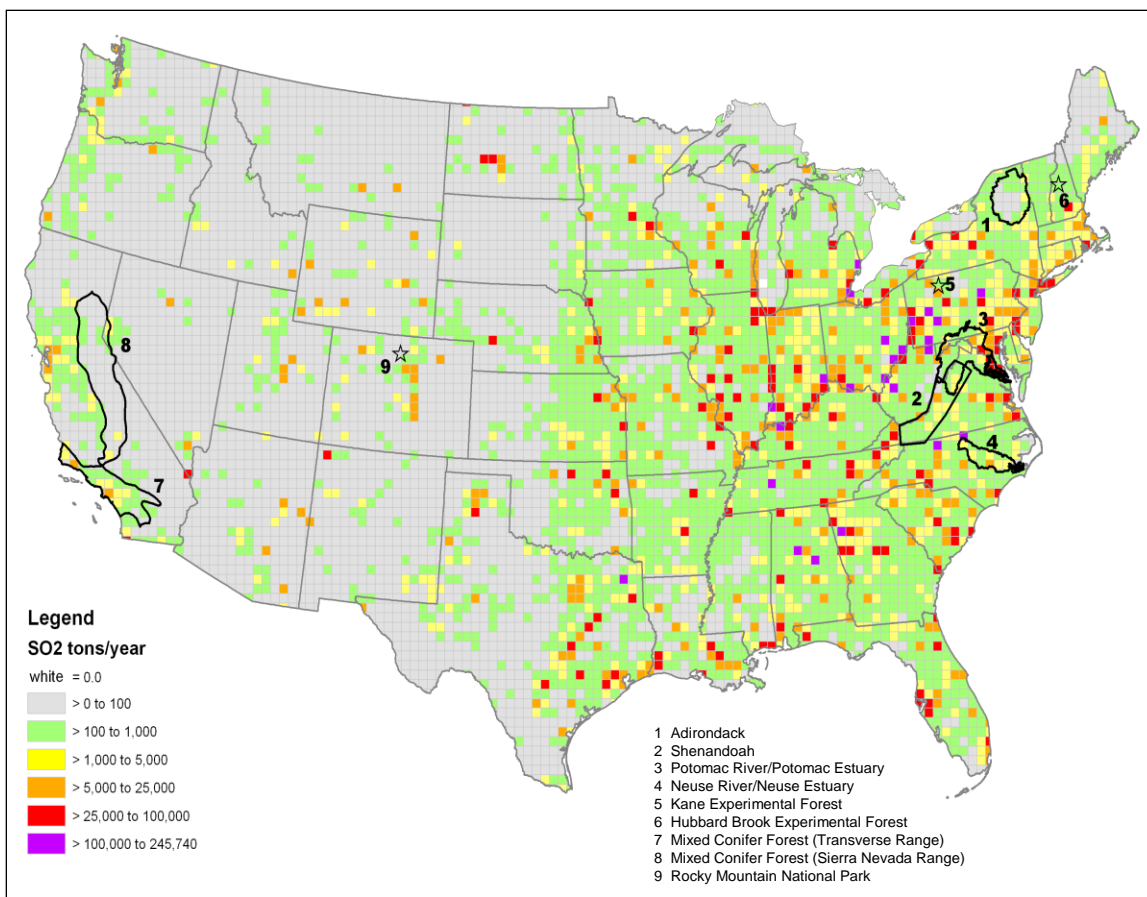 1
6
5
3
8
9
2
4
7
Legend
SO2 tons/year
white = 0.0
> 0 to 100
> 100 to 1,000
> 1,000 to 5,000
> 5,000 to 25,000
> 25,000 to 100,000
> 100,000 to 245,740
1 Adirondack
2 Shenandoah
3 Potomac River/Potomac Estuary
4 Neuse River/Neuse Estuary
5 Kane Experimental Forest
6 Hubbard Brook Experimental Forest
7 Mixed Conifer Forest (Transverse Range)
8 Mixed Conifer Forest (Sierra Nevada Range)
9 Rocky Mountain National Park